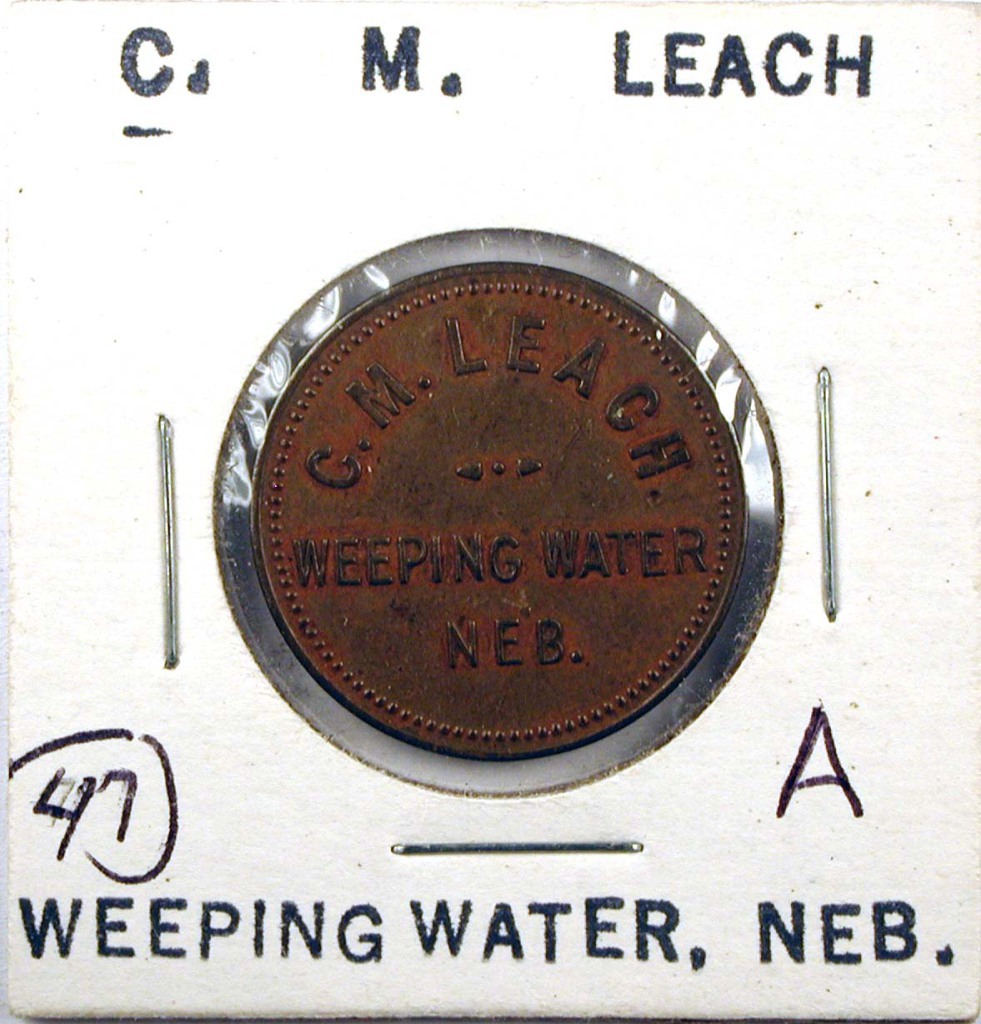 C. M. LEACH
C. M. LEACH.
WEEPING WATER
NEB.
47
A
WEEPING WATER, NEB.